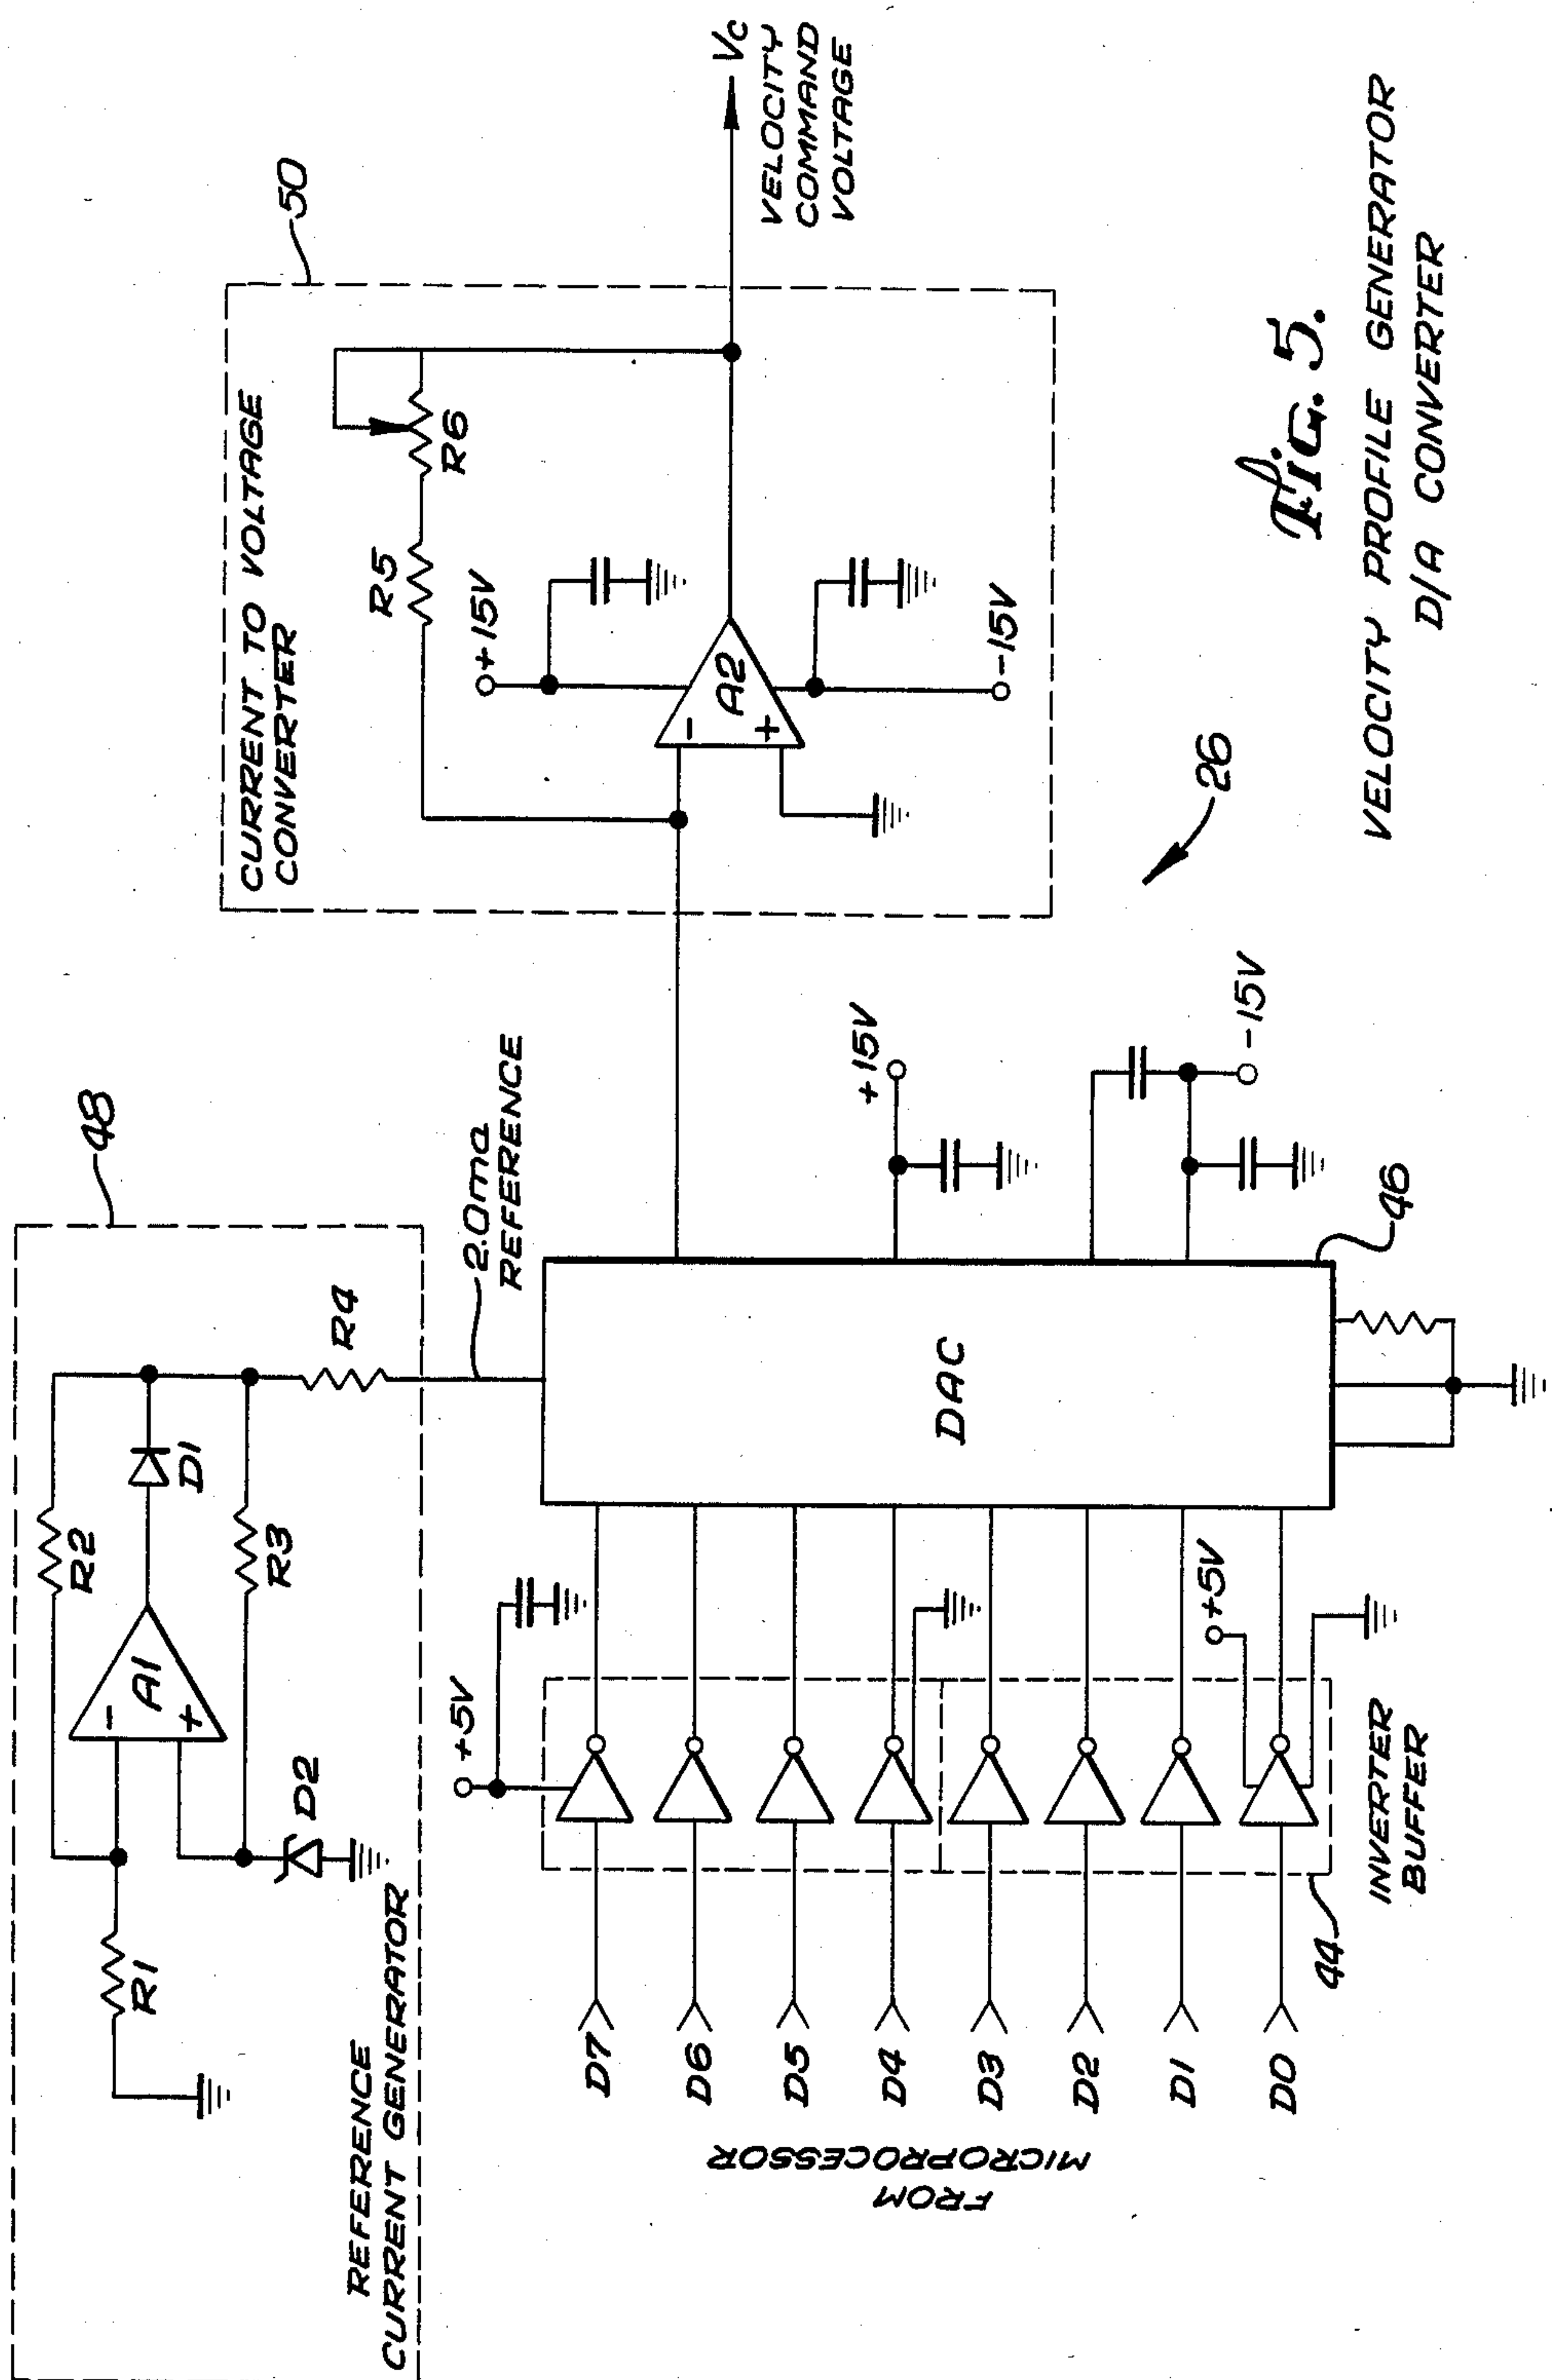 REFERENCE
CURRENT GENERATOR
48
R1
R2
A1
-
+
D1
R3
D2
R4
2.0ma
REFERENCE
CURRENT TO VOLTAGE
CONVERTER
50
R5
R6
+15V
A2
-
+
-15V
Vc
VELOCITY
COMMAND
VOLTAGE
FROM
MICROPROCESSOR
D7
D6
D5
D4
D3
D2
D1
D0
+5V
+5V
44
INVERTER
BUFFER
DAC
46
+15V
-15V
26
Fig. 5.
VELOCITY PROFILE GENERATOR
D/A CONVERTER